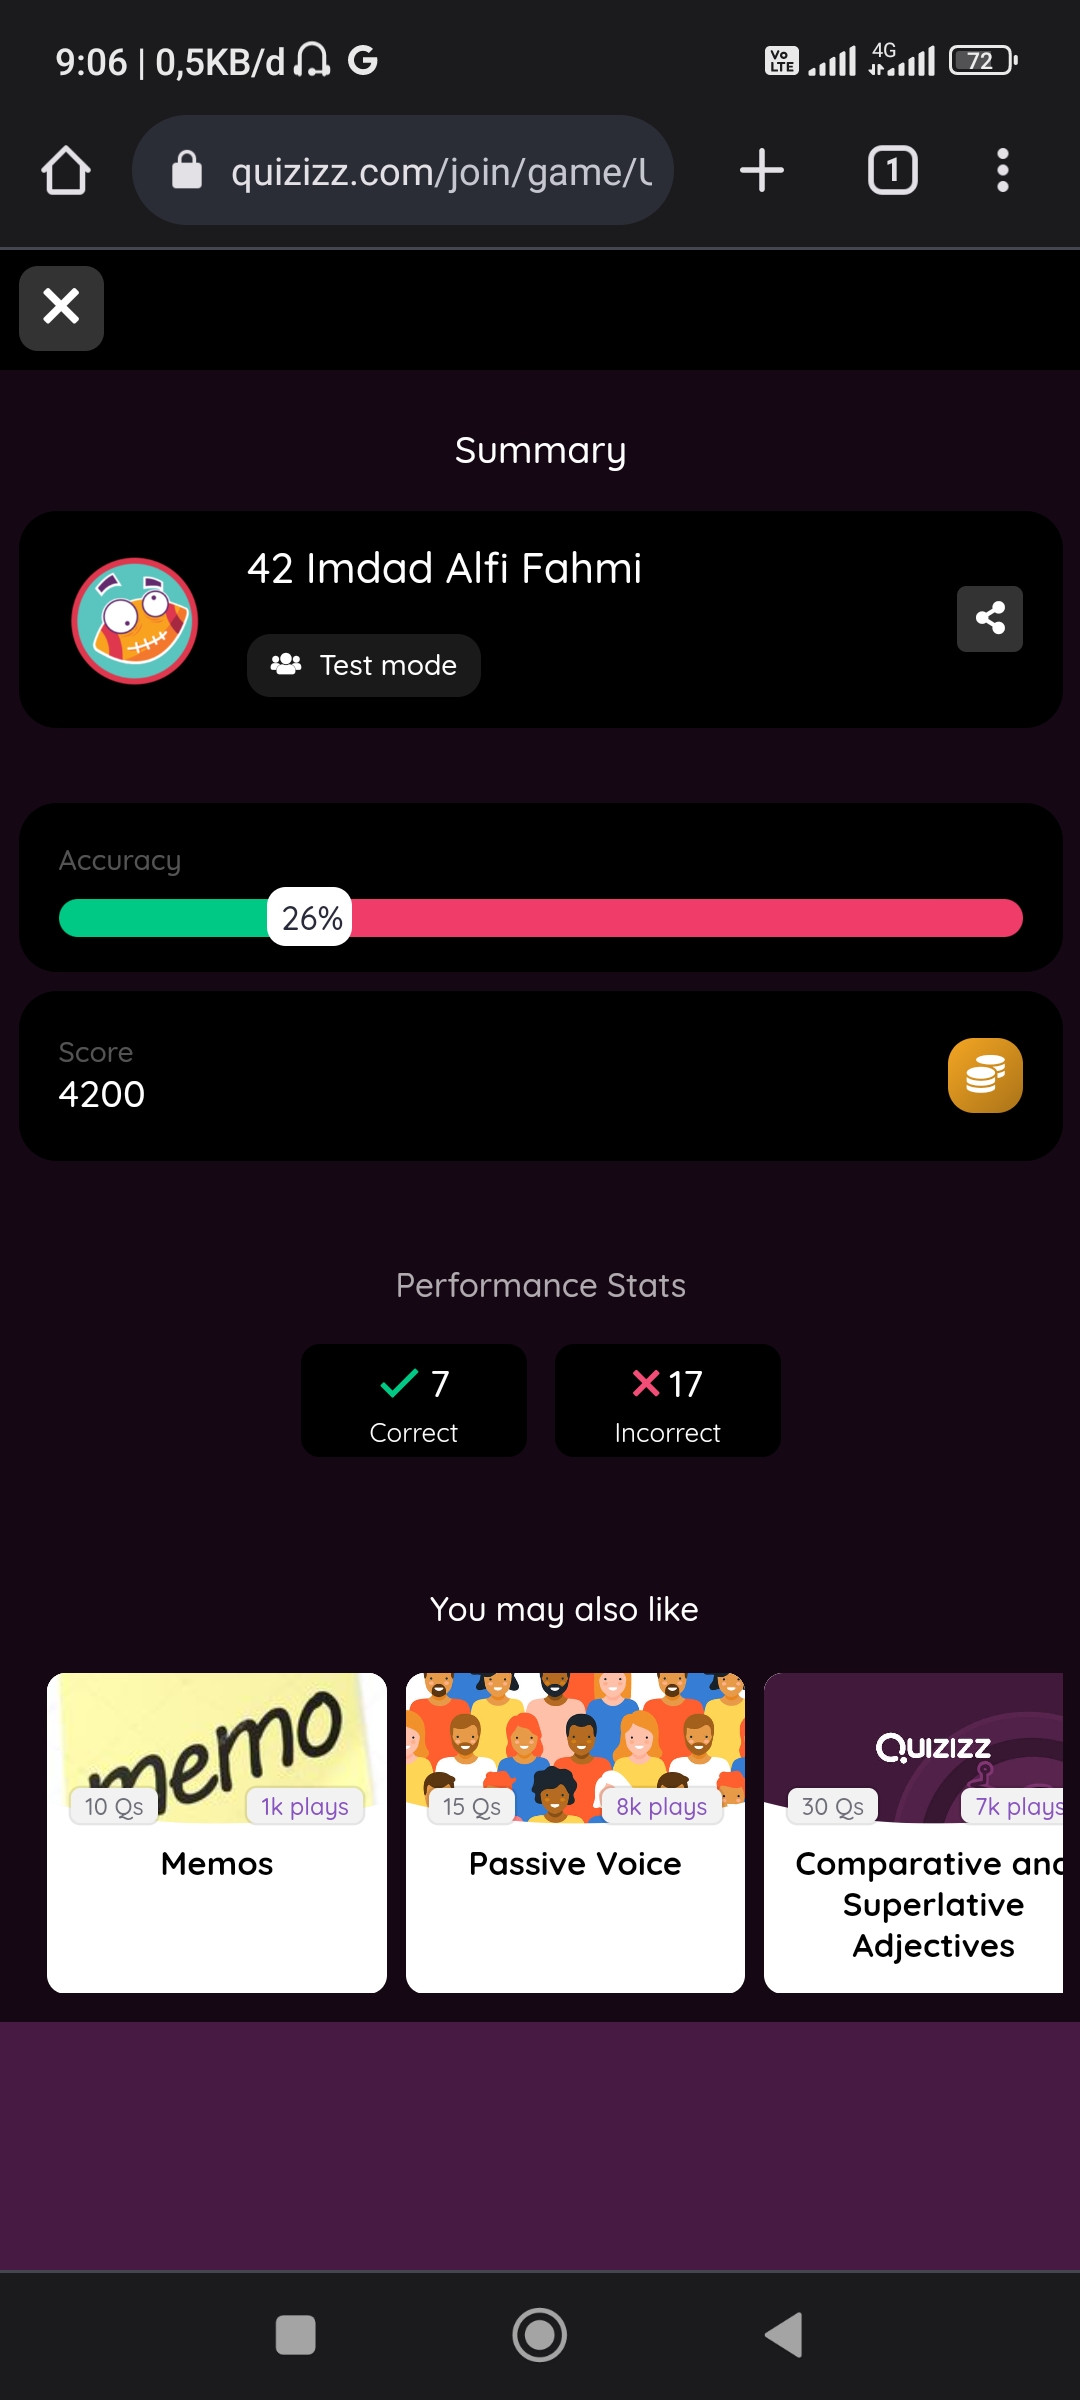 9:06 | 0,5KB/d
Vo LTE
4G
72
quizizz.com/join/game/U
1
Summary
42 Imdad Alfi Fahmi
Test mode
Accuracy
26%
Score
4200
Performance Stats
7
Correct
17
Incorrect
You may also like
memo
10 Qs
1k plays
Memos
15 Qs
8k plays
Passive Voice
QUIZIZZ
30 Qs
7k plays
Comparative and
Superlative
Adjectives